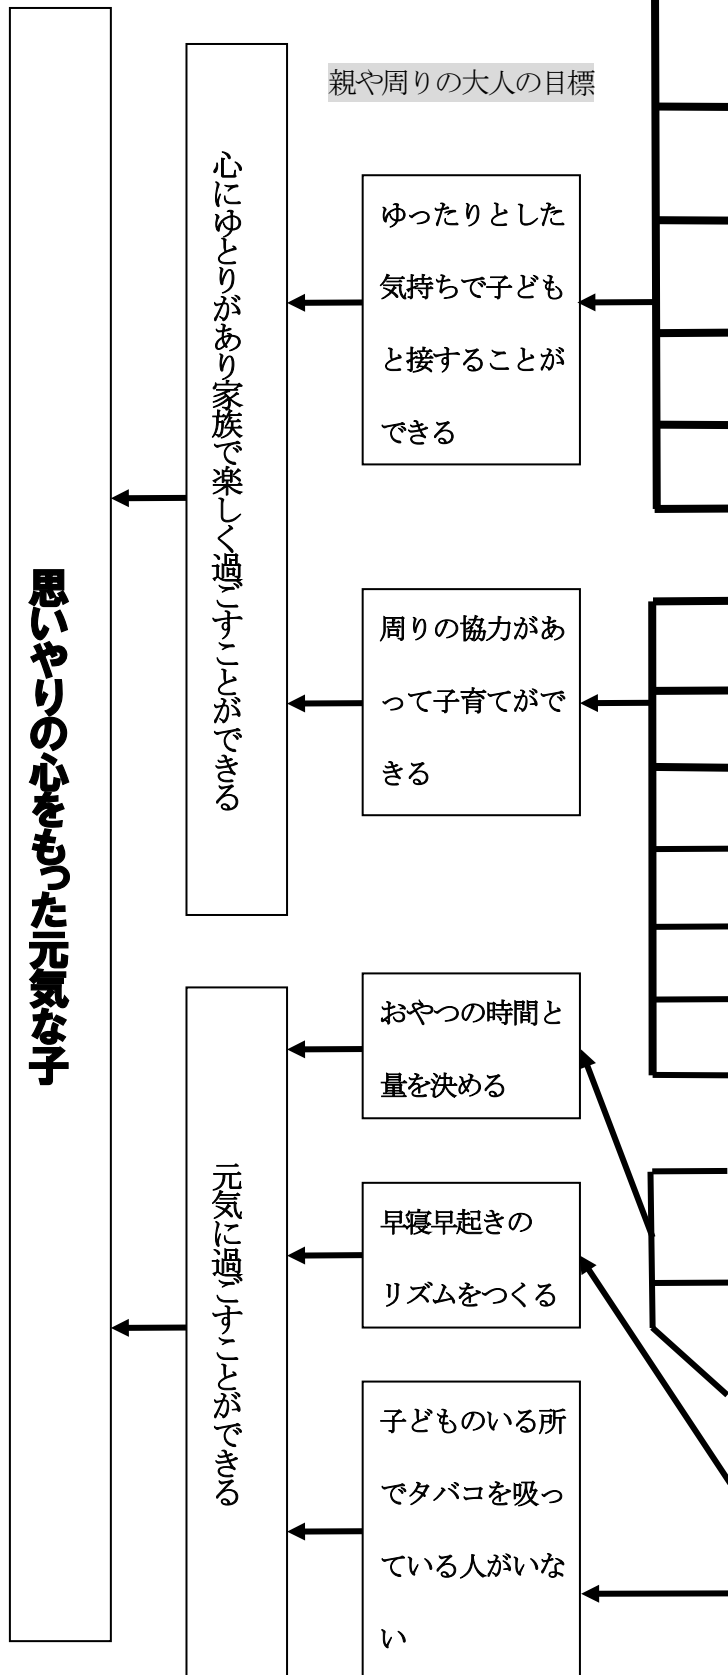 親や周りの大人の目標
思いやりの心をもった元気な子
心にゆとりがあり家族で楽しく過ごすことができる
ゆったりとした
気持ちで子ども
と接することが
できる
周りの協力があ
って子育てがで
きる
元気に過ごすことができる
おやつの時間と
量を決める
早寝早起きの
リズムをつくる
子どものいる所
でタバコを吸っ
ている人がいな
い